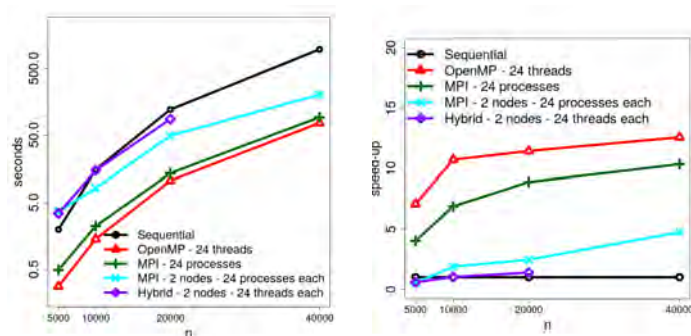 500.0
50.0
5.0
0.5
seconds
Sequential
OpenMP - 24 threads
MPI - 24 processes
MPI - 2 nodes - 24 processes each
Hybrid - 2 nodes - 24 threads each
5000 10000 20000 40000
n
20
15
10
5
0
speed-up
Sequential
OpenMP - 24 threads
MPI - 24 processes
MPI - 2 nodes - 24 processes each
Hybrid - 2 nodes - 24 threads each
5000 10000 20000 40000
n